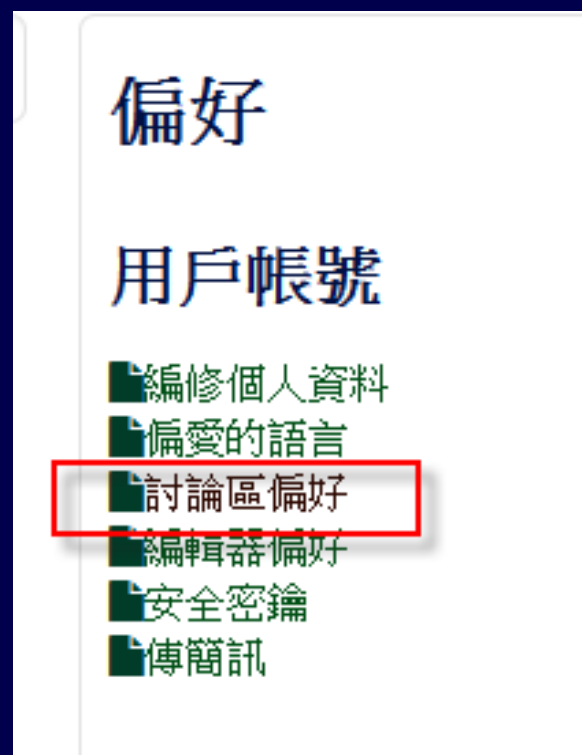 偏好
用戶帳號
編修個人資料
偏愛的語言
討論區偏好
編輯器偏好
安全密鑰
傳簡訊